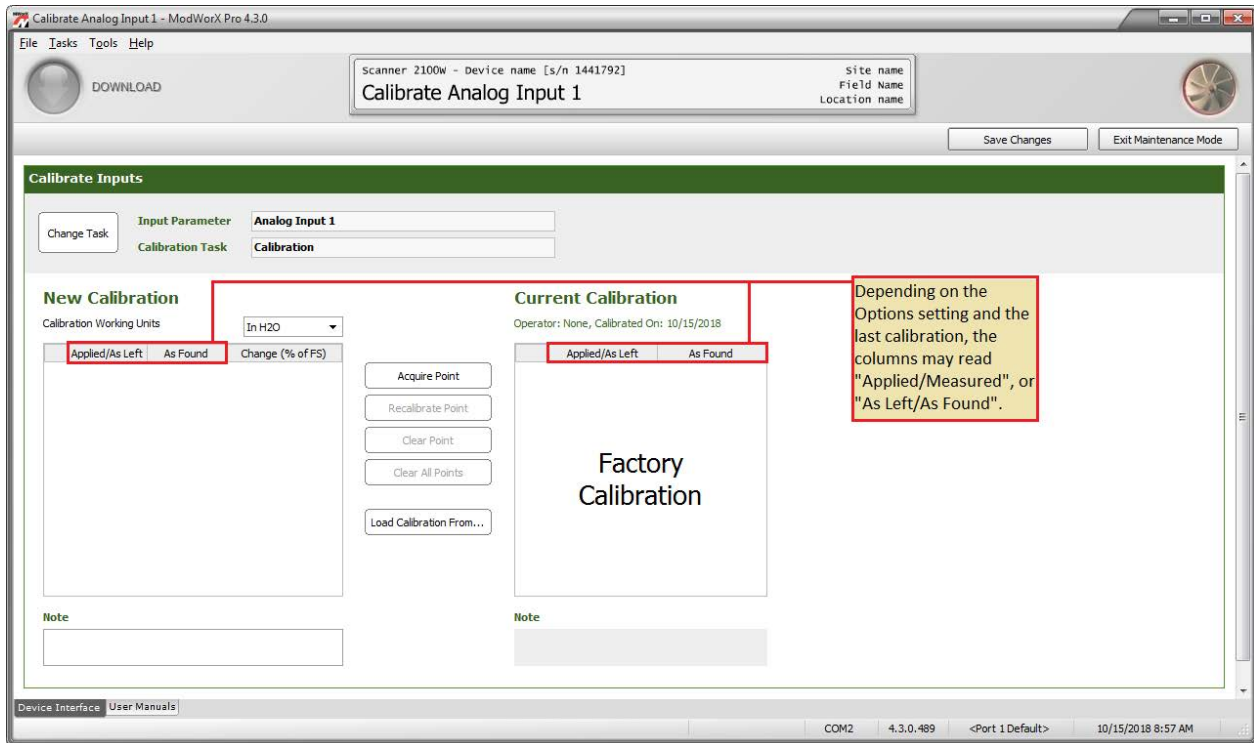 Calibrate Analog Input 1 - ModWorX Pro 4.3.0
File Tasks Tools Help
DOWNLOAD
Scanner 2100W - Device name [s/n 1441792]
Calibrate Analog Input 1
Site name
Field Name
Location name
Save Changes
Exit Maintenance Mode
Calibrate Inputs
Change Task
Input Parameter
Analog Input 1
Calibration Task
Calibration
New Calibration
Calibration Working Units
In H2O
Applied/As Left
As Found
Change (% of FS)
Acquire Point
Recalibrate Point
Clear Point
Clear All Points
Load Calibration From...
Note
Current Calibration
Operator: None, Calibrated On: 10/15/2018
Applied/As Left
As Found
Factory
Calibration
Note
Depending on the
Options setting and the
last calibration, the
columns may read
"Applied/Measured", or
"As Left/As Found".
Device Interface
User Manuals
COM2
4.3.0.489
<Port 1 Default>
10/15/2018 8:57 AM